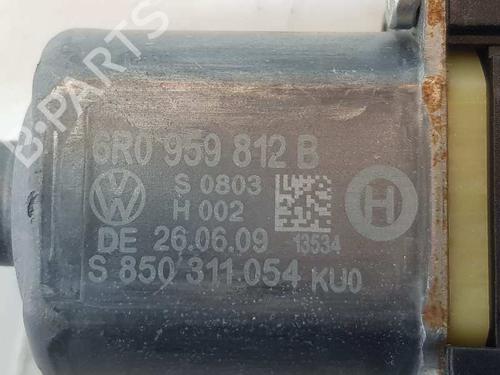 B-PARTS
6R0 959 812 B
S 0803
H 002
H
DE 26.06.09
13534
S 850 311 054 KU0